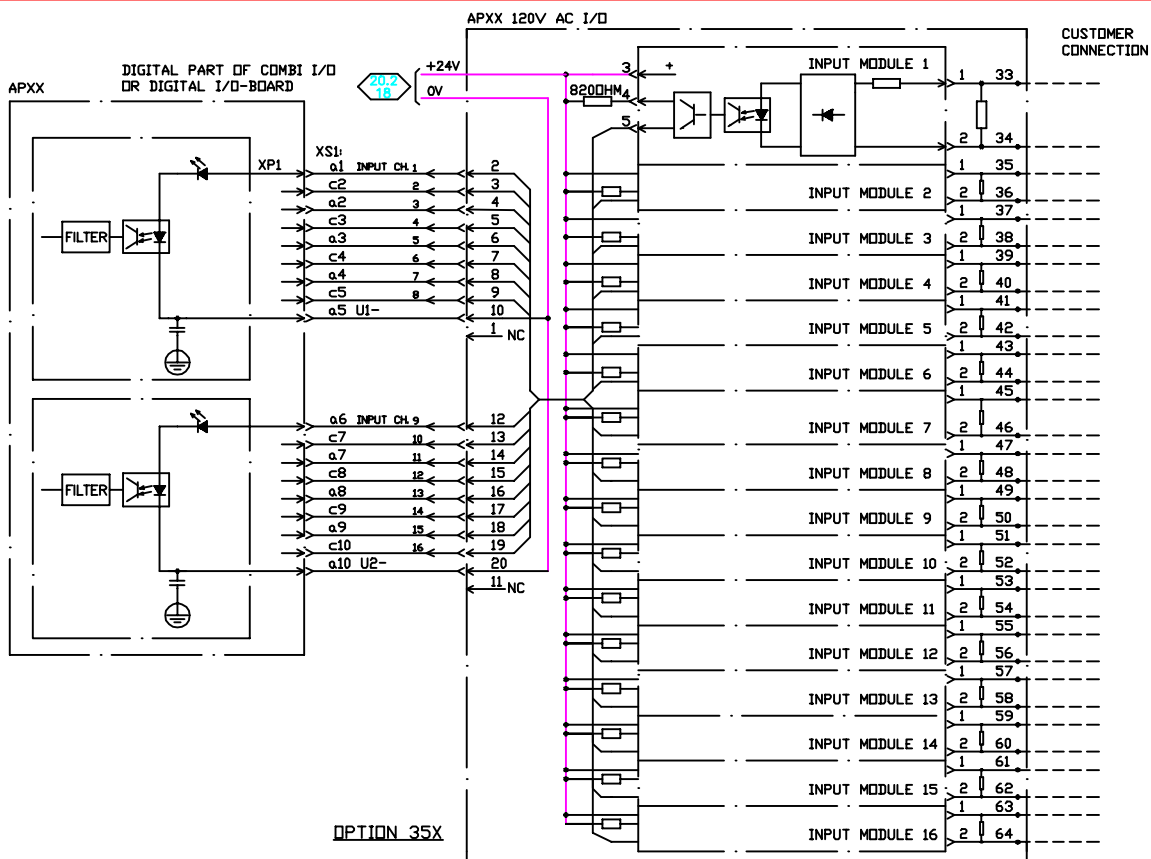 APXX 120V AC I/O
CUSTOMER
CONNECTION
DIGITAL PART OF COMBI I/O
OR DIGITAL I/O-BOARD
20.2
18
+24V
0V
APXX
820OHM
3
+
4
5
INPUT MODULE 1
1 33
2 34
XP1
XS1:
a1 INPUT CH. 1 2
c2 2 3
a2 3 4
c3 4 5
a3 5 6
c4 6 7
a4 7 8
c5 8 9
a5 U1- 10
1 NC
FILTER
1 35
INPUT MODULE 2 2 36
1 37
INPUT MODULE 3 2 38
1 39
INPUT MODULE 4 2 40
1 41
INPUT MODULE 5 2 42
1 43
INPUT MODULE 6 2 44
1 45
INPUT MODULE 7 2 46
1 47
INPUT MODULE 8 2 48
1 49
INPUT MODULE 9 2 50
1 51
INPUT MODULE 10 2 52
1 53
INPUT MODULE 11 2 54
1 55
INPUT MODULE 12 2 56
1 57
INPUT MODULE 13 2 58
1 59
INPUT MODULE 14 2 60
1 61
INPUT MODULE 15 2 62
1 63
INPUT MODULE 16 2 64
a6 INPUT CH. 9 12
c7 10 13
a7 11 14
c8 12 15
a8 13 16
c9 14 17
a9 15 18
c10 16 19
a10 U2- 20
11 NC
FILTER
OPTION 35X